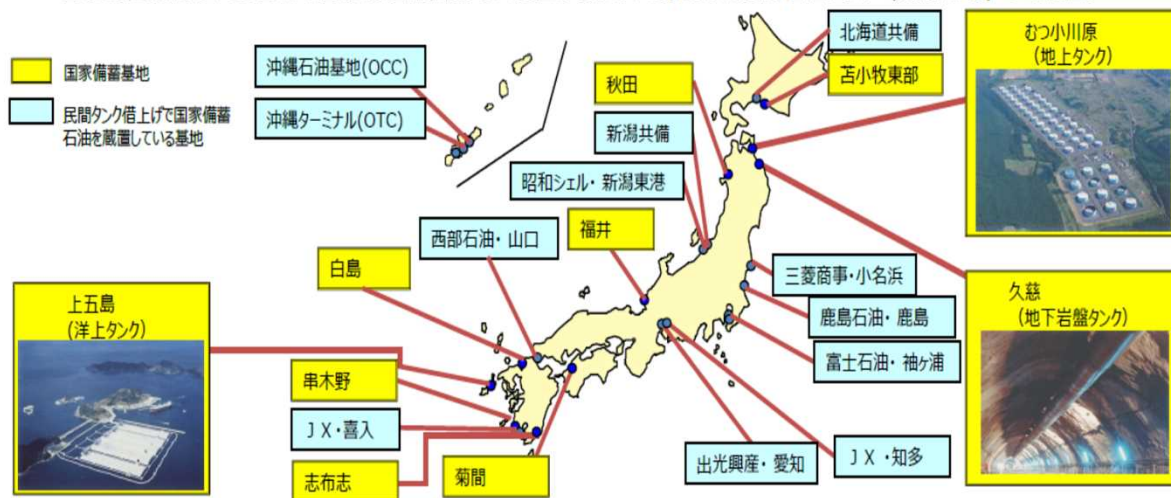 国家備蓄基地
民間タンク借上げで国家備蓄
石油を蔵置している基地
沖縄石油基地(OCC)
沖縄ターミナル(OTC)
秋田
新潟共備
昭和シェル・新潟東港
北海道共備
苫小牧東部
むつ小川原
(地上タンク)
西部石油・山口
福井
白島
上五島
(洋上タンク)
串木野
JX・喜入
志布志
菊間
出光興産・愛知
JX・知多
三菱商事・小名浜
鹿島石油・鹿島
富士石油・袖ヶ浦
久慈
(地下岩盤タンク)